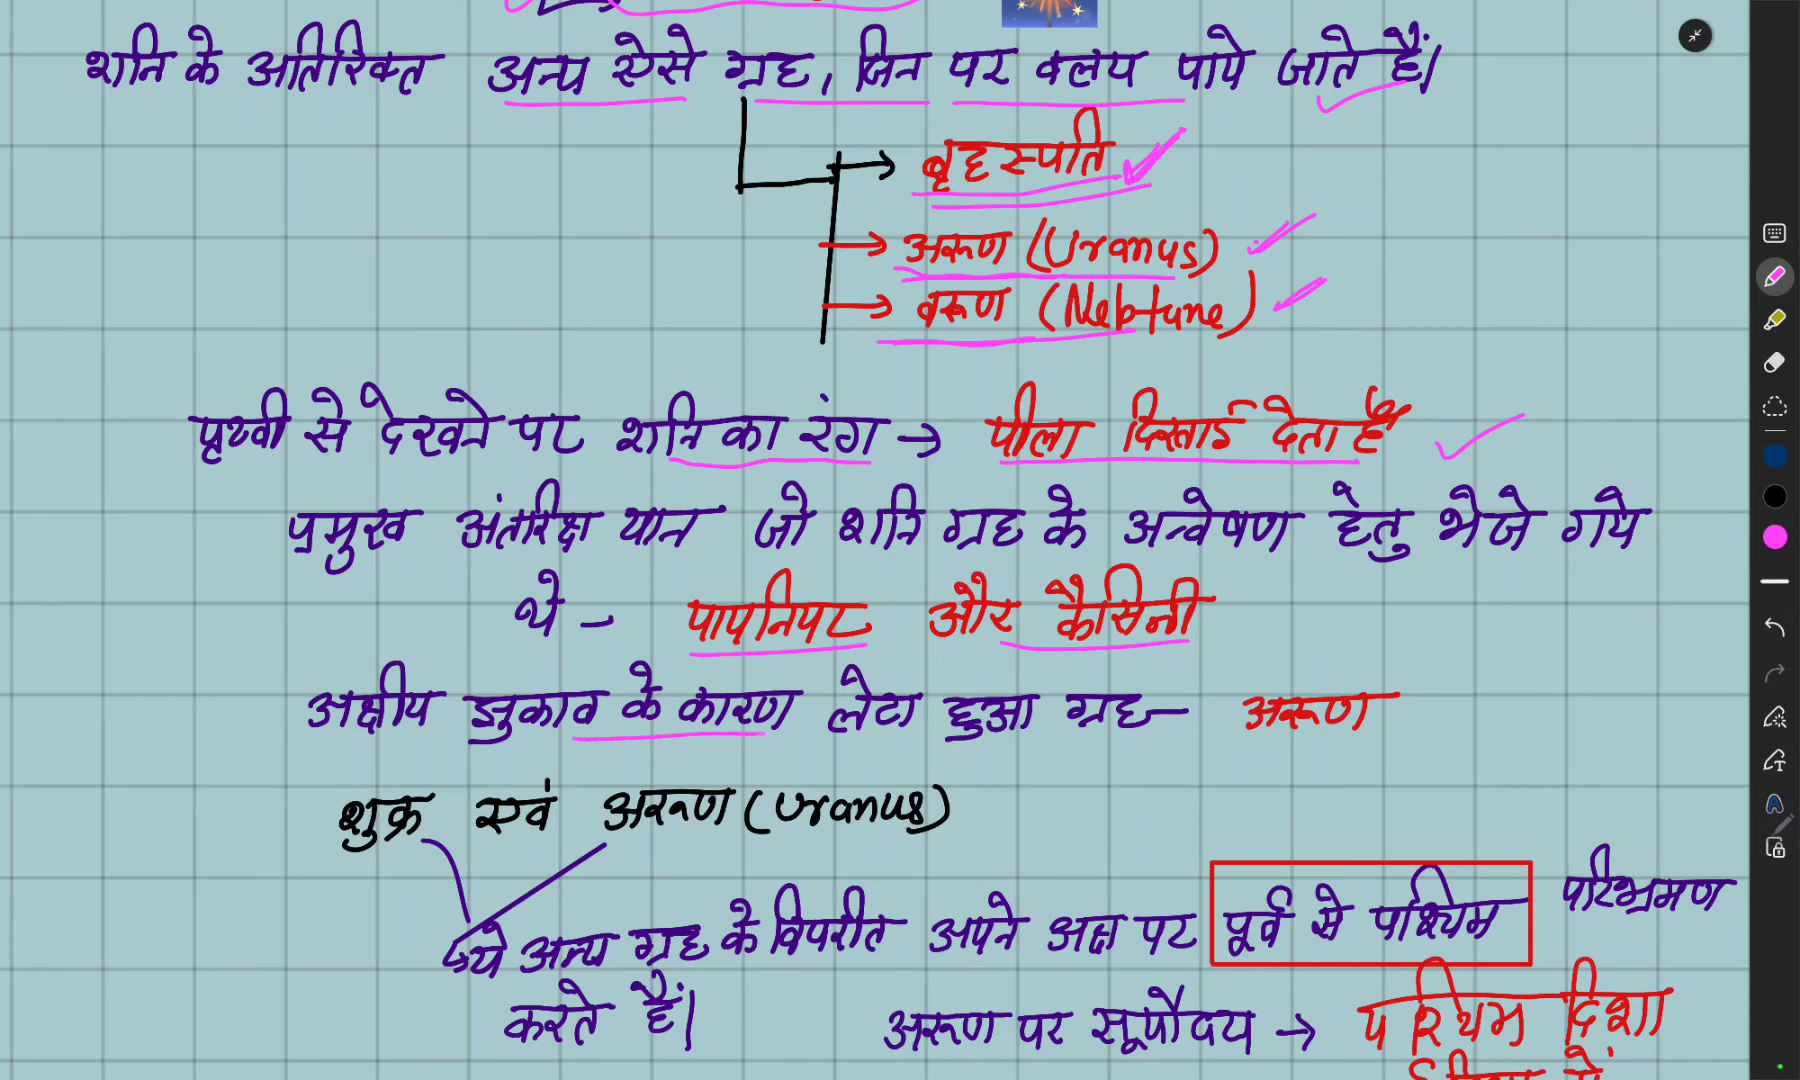 शनि के अतिरिक्त अन्य ऐसे ग्रह, जिन पर वलय पाये जाते हैं।
बृहस्पति
अरूण (Uranus)
वरूण (Neptune)
पृथ्वी से देखने पर शनि का रंग → पीला दिखाई देता है
प्रमुख अंतरिक्ष यान जो शनि ग्रह के अन्वेषण हेतु भेजे गये
थे - पायनियर और कैसिनी
अक्षीय झुकाव के कारण लेटा हुआ ग्रह - अरूण
शुक्र एवं अरूण (Uranus)
ये अन्य ग्रह के विपरीत अपने अक्ष पर पूर्व से पश्चिम परिभ्रमण
करते हैं।
अरूण पर सूर्योदय → पश्चिम दिशा